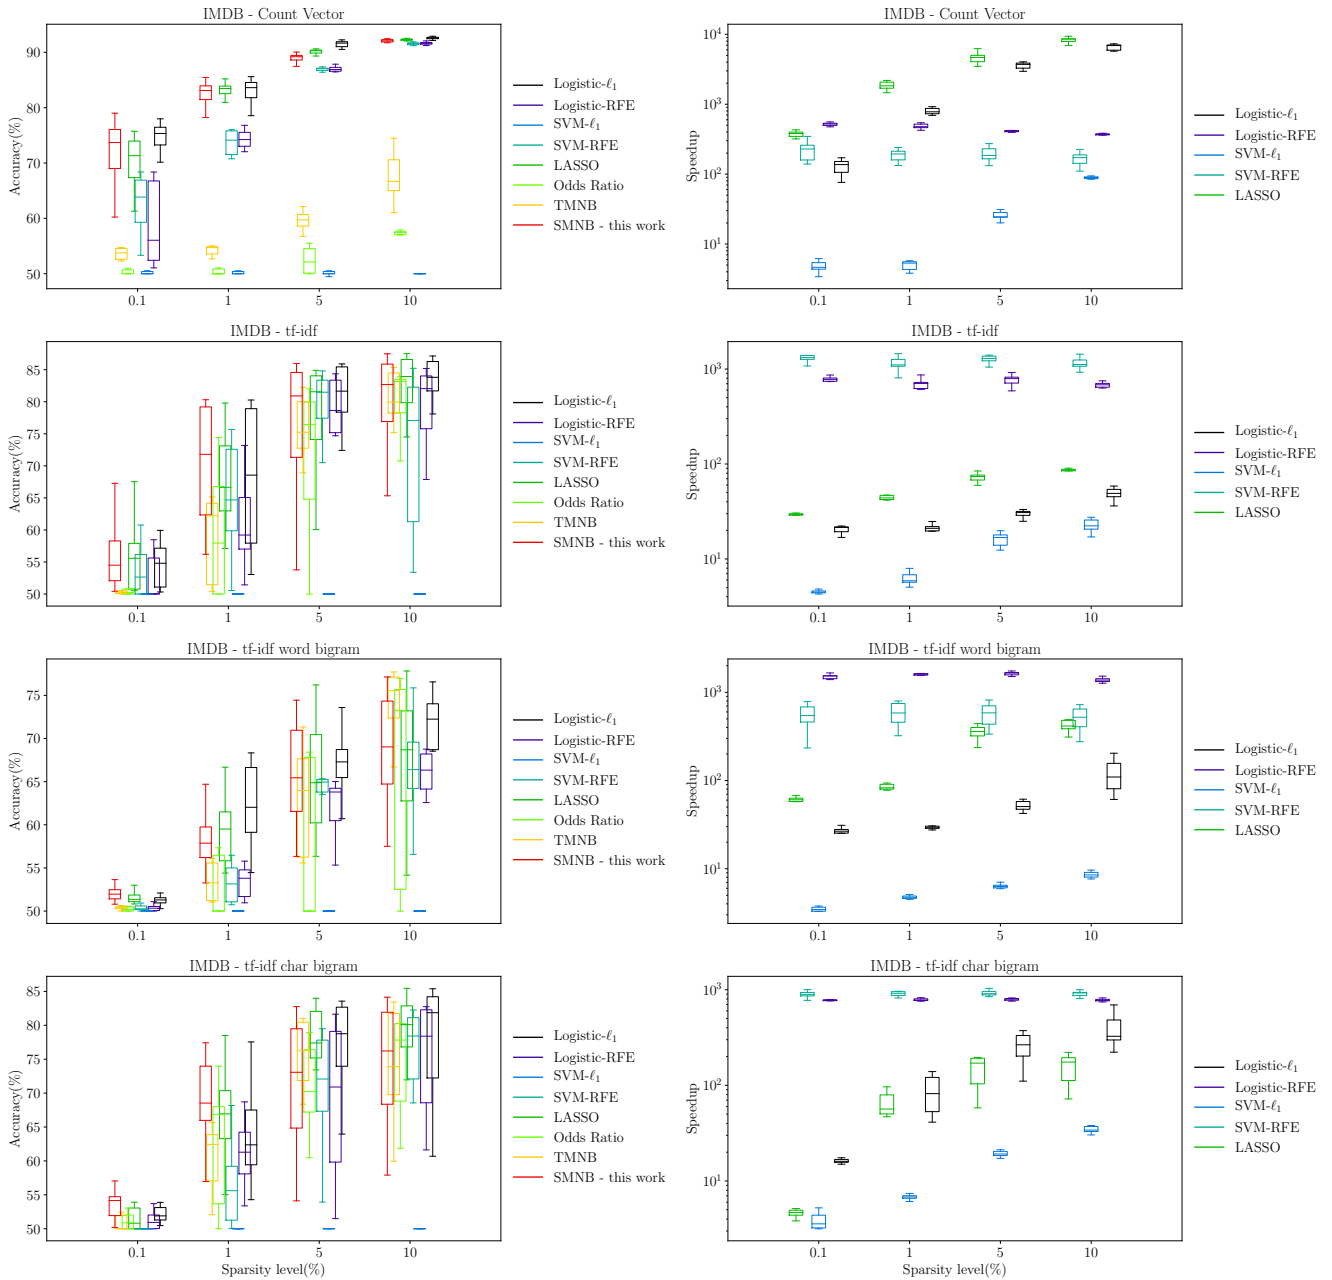 IMDB - Count Vector
Accuracy(%)
90
80
70
60
50
0.1 1 5 10
Logistic-ℓ1
Logistic-RFE
SVM-ℓ1
SVM-RFE
LASSO
Odds Ratio
TMNB
SMNB - this work
IMDB - Count Vector
Speedup
10^4
10^3
10^2
10^1
0.1 1 5 10
Logistic-ℓ1
Logistic-RFE
SVM-ℓ1
SVM-RFE
LASSO
IMDB - tf-idf
Accuracy(%)
85
80
75
70
65
60
55
50
0.1 1 5 10
Logistic-ℓ1
Logistic-RFE
SVM-ℓ1
SVM-RFE
LASSO
Odds Ratio
TMNB
SMNB - this work
IMDB - tf-idf
Speedup
10^3
10^2
10^1
0.1 1 5 10
Logistic-ℓ1
Logistic-RFE
SVM-ℓ1
SVM-RFE
LASSO
IMDB - tf-idf word bigram
Accuracy(%)
75
70
65
60
55
50
0.1 1 5 10
Logistic-ℓ1
Logistic-RFE
SVM-ℓ1
SVM-RFE
LASSO
Odds Ratio
TMNB
SMNB - this work
IMDB - tf-idf word bigram
Speedup
10^3
10^2
10^1
0.1 1 5 10
Logistic-ℓ1
Logistic-RFE
SVM-ℓ1
SVM-RFE
LASSO
IMDB - tf-idf char bigram
Accuracy(%)
85
80
75
70
65
60
55
50
0.1 1 5 10
Sparsity level(%)
Logistic-ℓ1
Logistic-RFE
SVM-ℓ1
SVM-RFE
LASSO
Odds Ratio
TMNB
SMNB - this work
IMDB - tf-idf char bigram
Speedup
10^3
10^2
10^1
0.1 1 5 10
Sparsity level(%)
Logistic-ℓ1
Logistic-RFE
SVM-ℓ1
SVM-RFE
LASSO